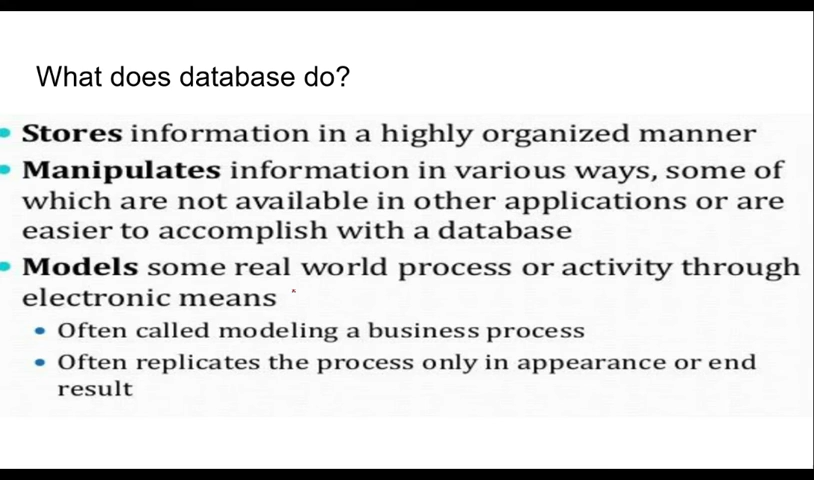 What does database do?
• Stores information in a highly organized manner
• Manipulates information in various ways, some of
which are not available in other applications or are
easier to accomplish with a database
• Models some real world process or activity through
electronic means
• Often called modeling a business process
• Often replicates the process only in appearance or end
result